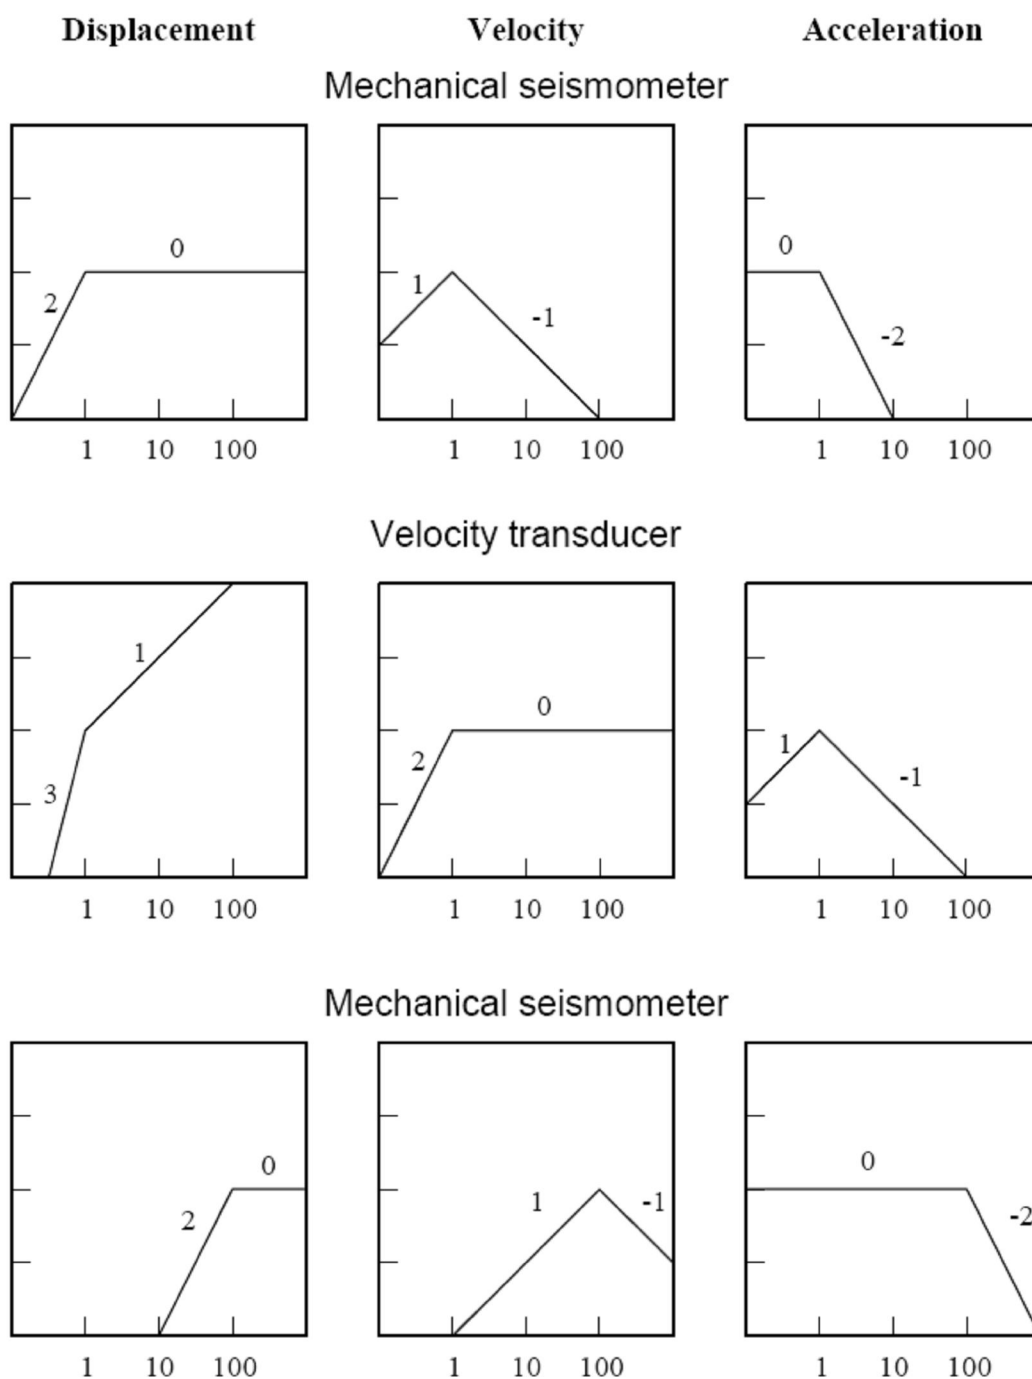 Displacement Velocity Acceleration
Mechanical seismometer
0 0
2 1 -1 -2
1 10 100 1 10 100 1 10 100
Velocity transducer
1 0
3 2 1 -1
1 10 100 1 10 100 1 10 100
Mechanical seismometer
0 0
2 1 -1 -2
1 10 100 1 10 100 1 10 100